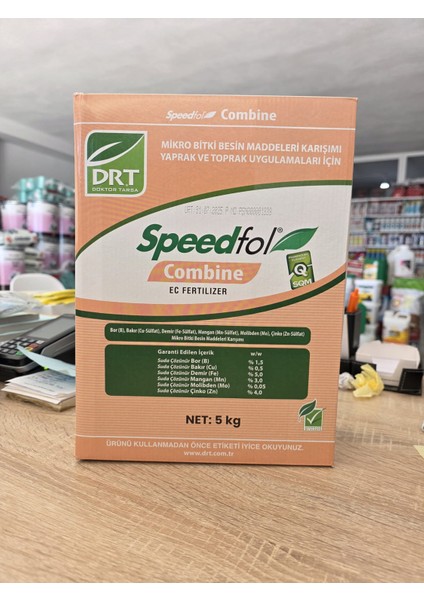 Speedfol Combine
MİKRO BİTKİ BESİN MADDELERİ KARIŞIMI
YAPRAK VE TOPRAK UYGULAMALARI İÇİN
DRT
DOKTOR TARSA
Speedfol®
Combine
EC FERTILIZER
Q
SQM
Bor (B), Bakır (Cu-Sülfat), Demir (Fe-Sülfat), Mangan (Mn-Sülfat), Molibden (Mo), Çinko (Zn-Sülfat)
Mikro Bitki Besin Maddeleri Karışımı
Garanti Edilen İçerik w/w
Suda Çözünür Bor (B) % 1,5
Suda Çözünür Bakır (Cu) % 0,5
Suda Çözünür Demir (Fe) % 5,0
Suda Çözünür Mangan (Mn) % 3,0
Suda Çözünür Molibden (Mo) % 0,05
Suda Çözünür Çinko (Zn) % 4,0
NET: 5 kg
ÜRÜNÜ KULLANMADAN ÖNCE ETİKETİ İYİCE OKUYUNUZ.
www.drt.com.tr